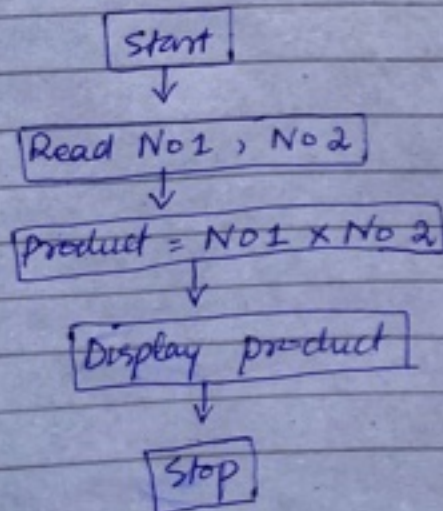 Start
Read No1, No2
Product = No1 × No2
Display product
Stop